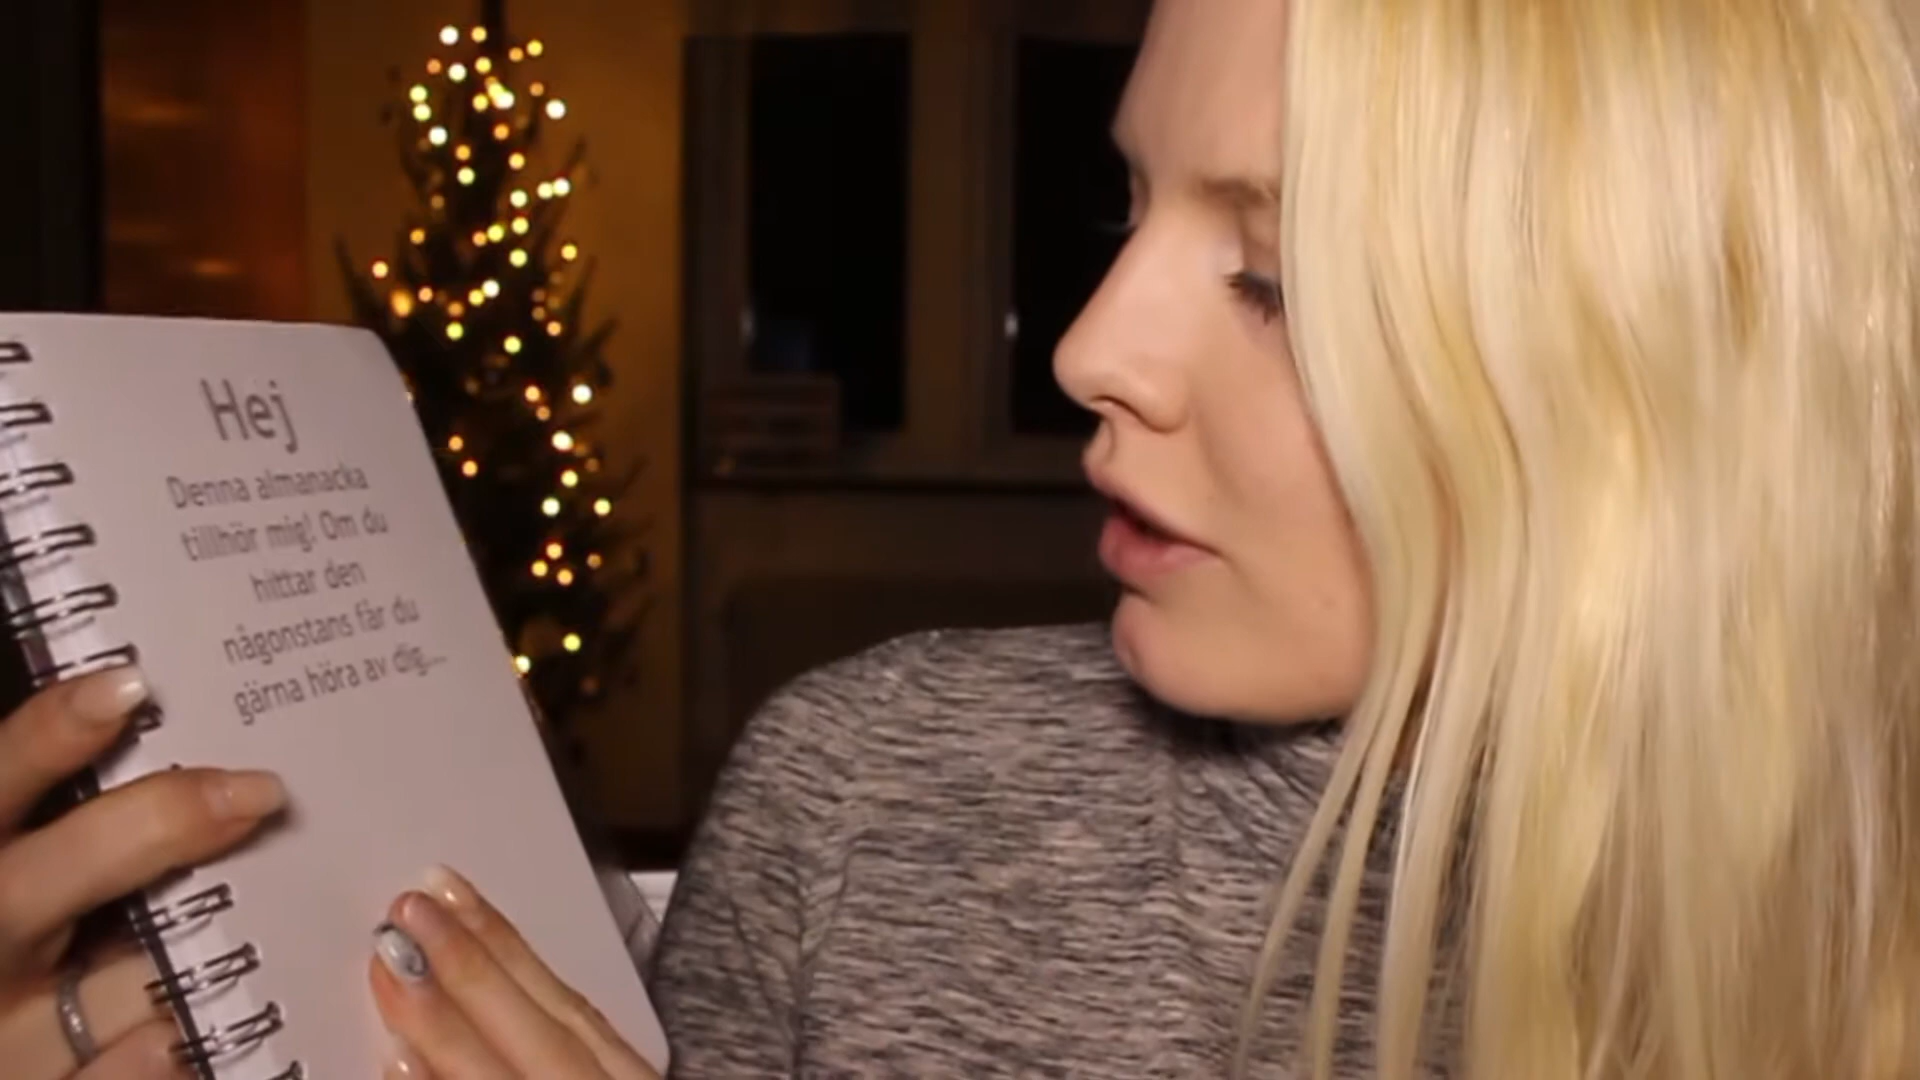 Hej
Denna almanacka
tillhör mig! Om du
hittar den
någonstans får du
gärna höra av dig....